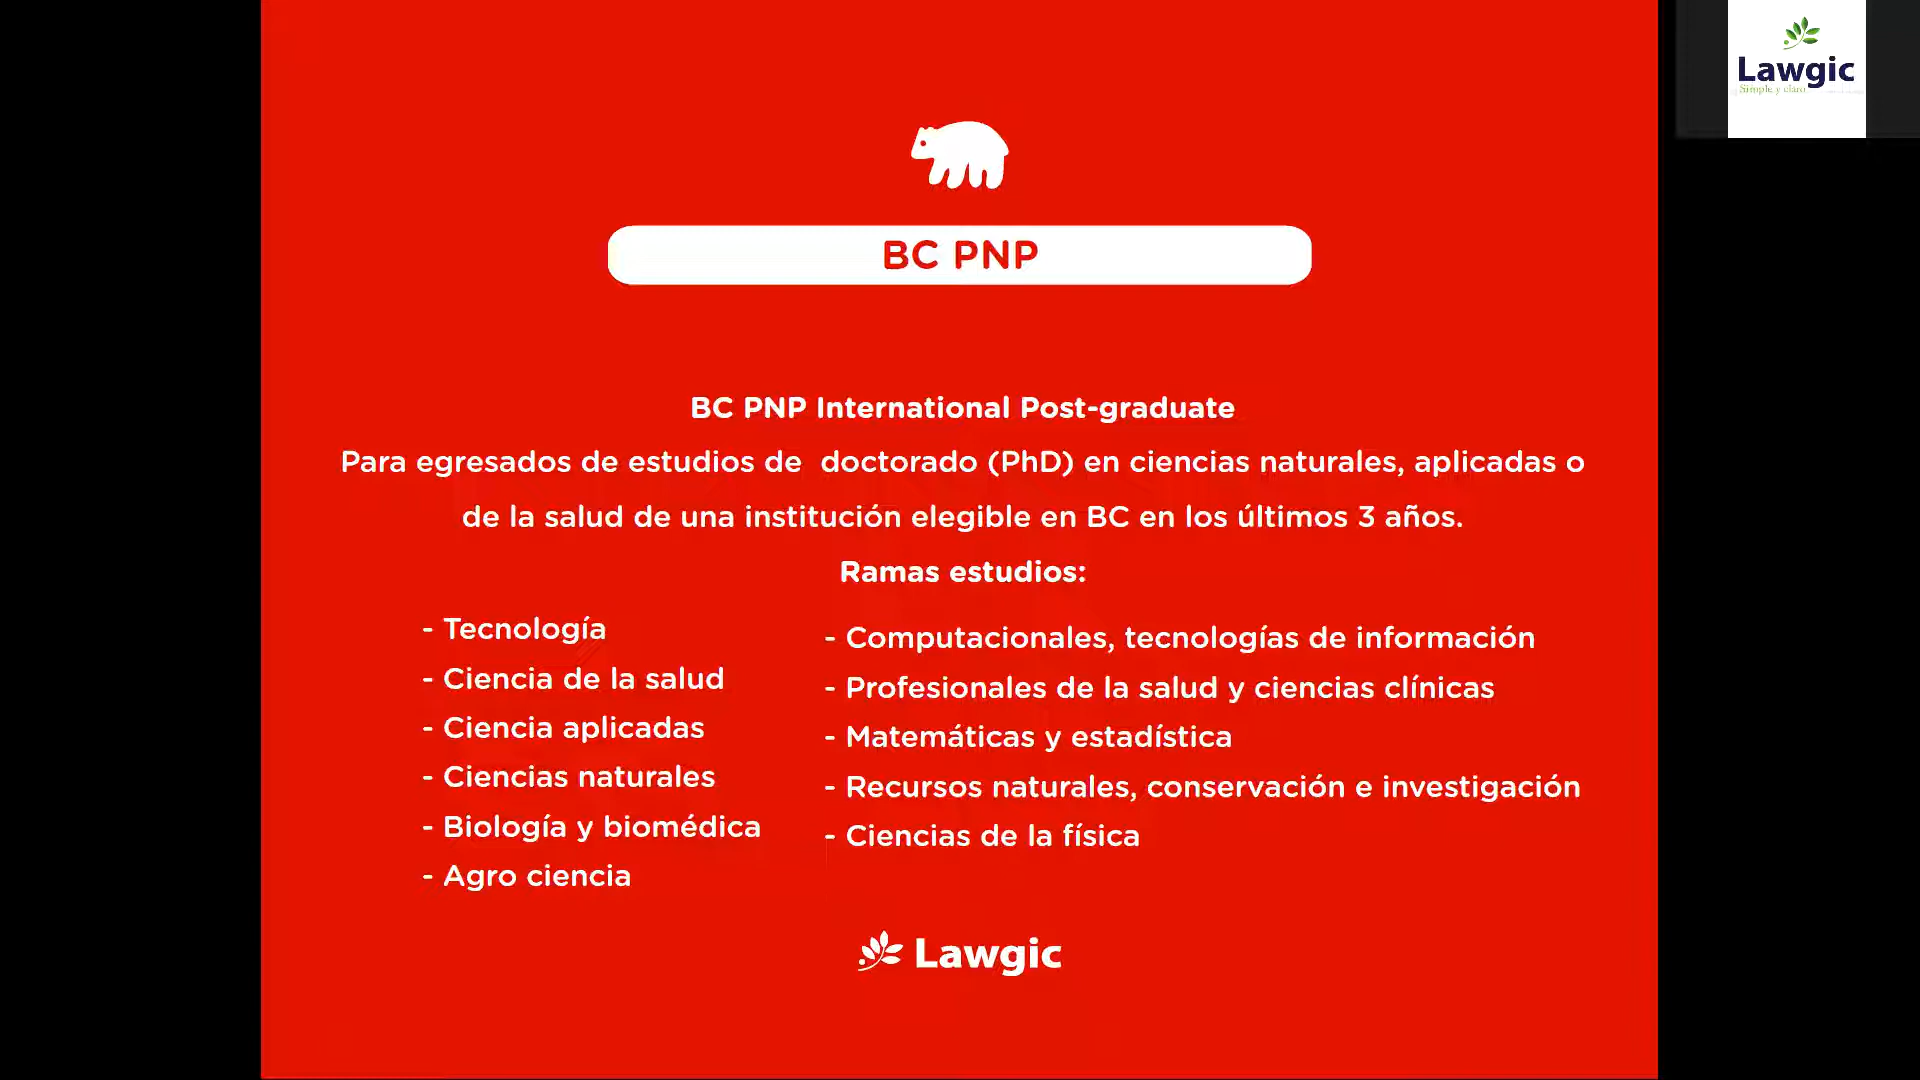 Lawgic
Simple y claro
BC PNP
BC PNP International Post-graduate
Para egresados de estudios de doctorado (PhD) en ciencias naturales, aplicadas o
de la salud de una institución elegible en BC en los últimos 3 años.
Ramas estudios:
- Tecnología
- Ciencia de la salud
- Ciencia aplicadas
- Ciencias naturales
- Biología y biomédica
- Agro ciencia
- Computacionales, tecnologías de información
- Profesionales de la salud y ciencias clínicas
- Matemáticas y estadística
- Recursos naturales, conservación e investigación
- Ciencias de la física
Lawgic